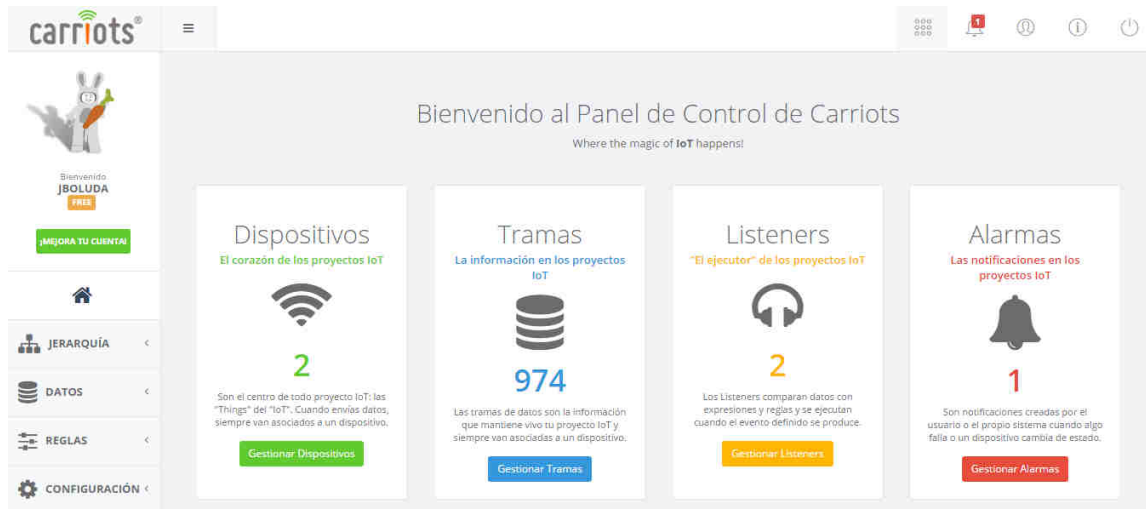 carriots®
1
Bienvenido
JBOLUDA
FREE
¡MEJORA TU CUENTA!
JERARQUÍA
DATOS
REGLAS
CONFIGURACIÓN
Bienvenido al Panel de Control de Carriots
Where the magic of IoT happens!
Dispositivos
El corazón de los proyectos IoT
2
Son el centro de todo proyecto IoT: las
"Things" del "IoT". Cuando envías datos,
siempre van asociados a un dispositivo.
Gestionar Dispositivos
Tramas
La información en los proyectos
IoT
974
Las tramas de datos son la información
que mantiene vivo tu proyecto IoT y
siempre van asociadas a un dispositivo.
Gestionar Tramas
Listeners
"El ejecutor" de los proyectos IoT
2
Los Listeners comparan datos con
expresiones y reglas y se ejecutan
cuando el evento definido se produce.
Gestionar Listeners
Alarmas
Las notificaciones en los
proyectos IoT
1
Son notificaciones creadas por el
usuario o el propio sistema cuando algo
falla o un dispositivo cambia de estado.
Gestionar Alarmas